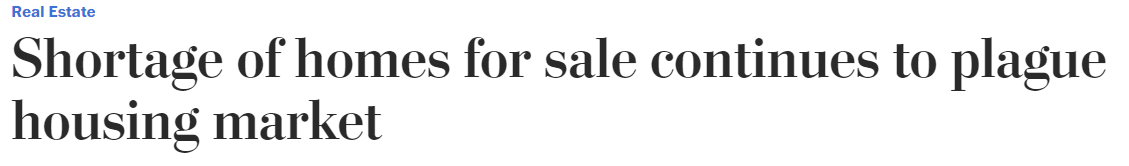 Real Estate
Shortage of homes for sale continues to plague
housing market